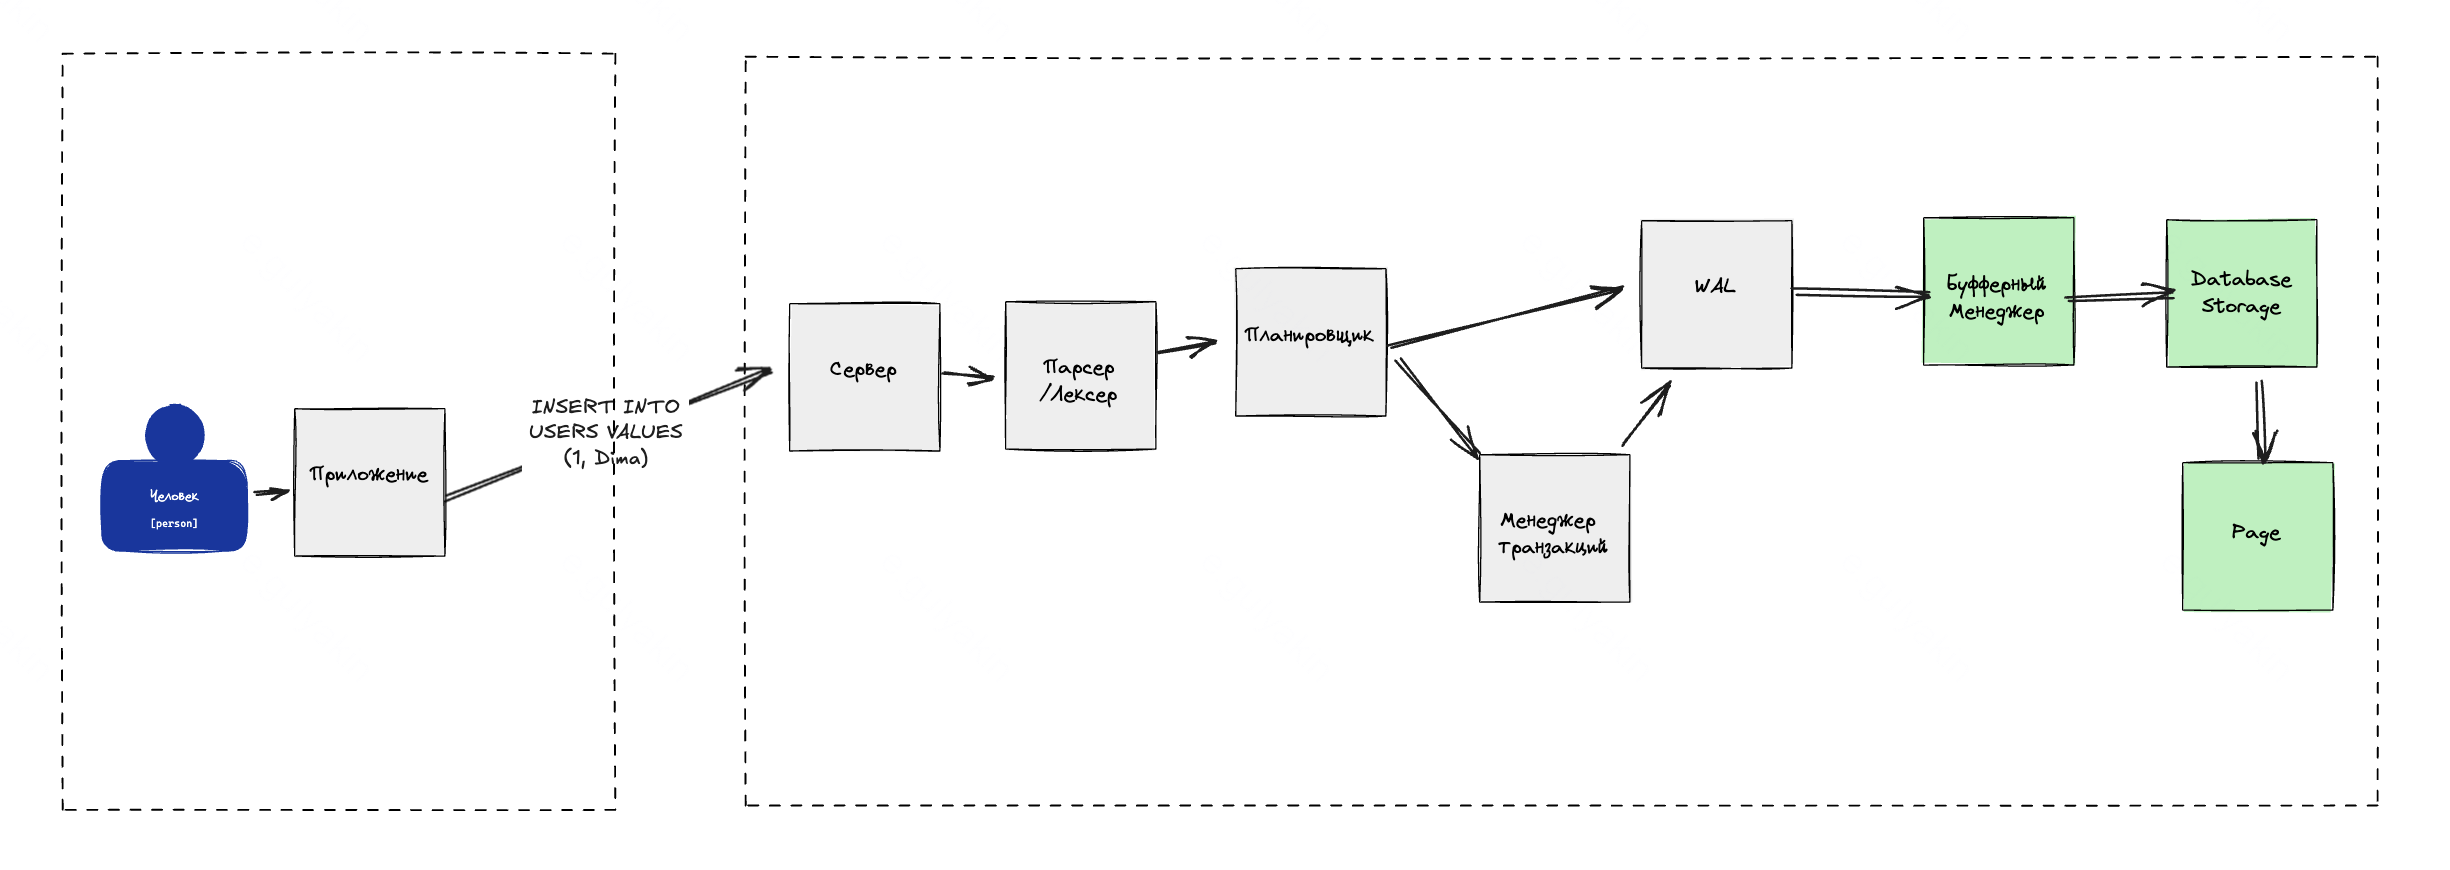 Человек
[person]
Приложение
INSERT INTO
USERS VALUES
(1, Dima)
Сервер
Парсер
/Лексер
Планировщик
Менеджер
транзакций
WAL
Буфферный
Менеджер
Database
Storage
Page